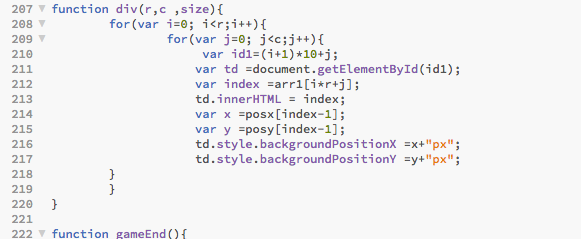 207 function div(r,c ,size){
208 for(var i=0; i<r;i++){
209 for(var j=0; j<c;j++){
210 var id1=(i+1)*10+j;
211 var td =document.getElementById(id1);
212 var index =arr1[i*r+j];
213 td.innerHTML = index;
214 var x =posx[index-1];
215 var y =posy[index-1];
216 td.style.backgroundPositionX =x+"px";
217 td.style.backgroundPositionY =y+"px";
218 }
219 }
220 }
221
222 function gameEnd(){